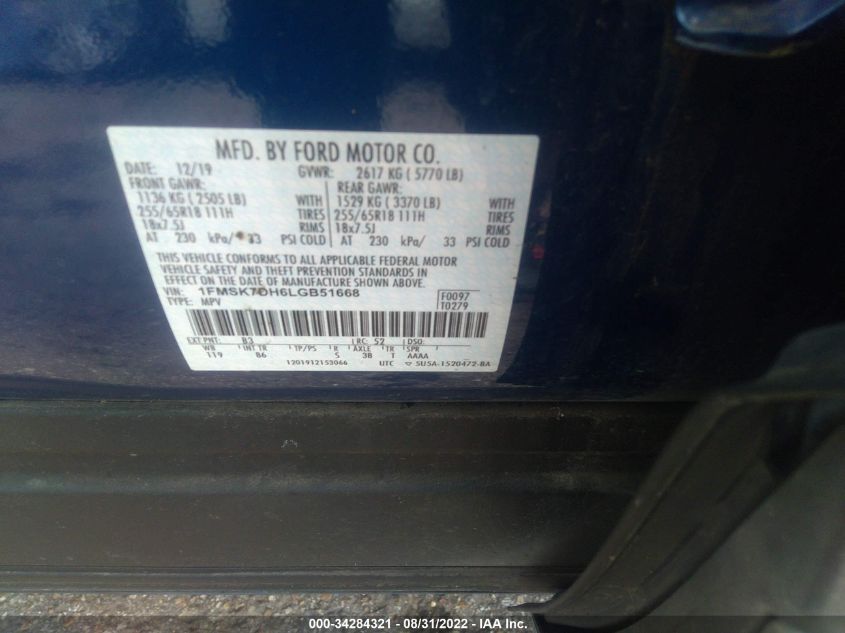 MFD. BY FORD MOTOR CO.
DATE: 12/19 GVWR: 2617 KG ( 5770 LB)
FRONT GAWR: REAR GAWR:
1136 KG ( 2505 LB) WITH 1529 KG ( 3370 LB) WITH
255/65R18 111H TIRES 255/65R18 111H TIRES
18x7.5J RIMS 18x7.5J RIMS
AT 230 kPa/ 33 PSI COLD AT 230 kPa/ 33 PSI COLD
THIS VEHICLE CONFORMS TO ALL APPLICABLE FEDERAL MOTOR
VEHICLE SAFETY AND THEFT PREVENTION STANDARDS IN
EFFECT ON THE DATE OF MANUFACTURE SHOWN ABOVE.
VIN: 1FMSK7DH6LGB51668 F0097
TYPE: MPV T0279
EXT PNT: B3 RC: 52 DSO:
WB INT TR TP/PS R AXLE TR SPR
119 86 5 3B T AAAA
1201912153066 UTC ▽ 5U5A-1520472-BA
000-34284321 - 08/31/2022 - IAA Inc.